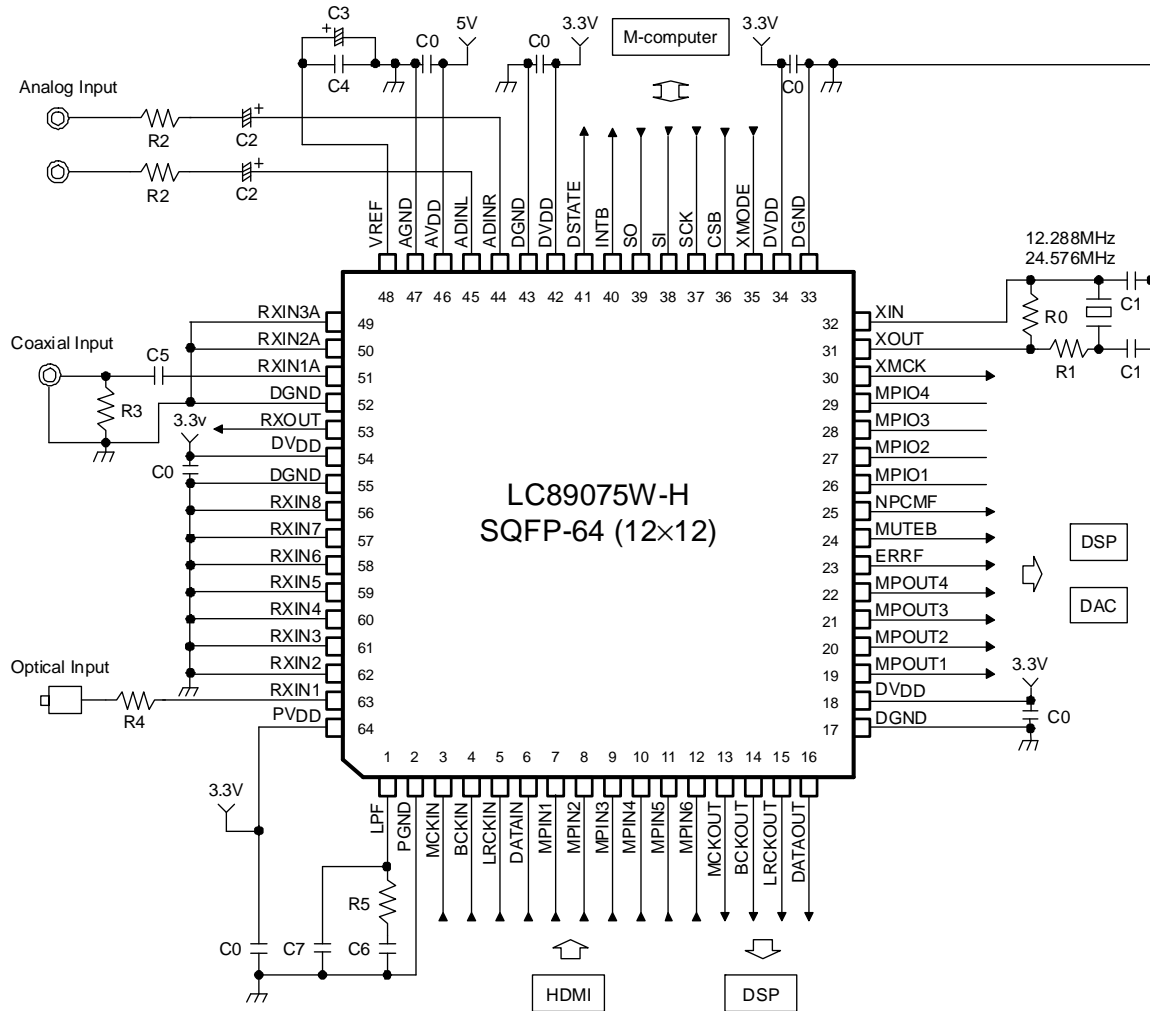 C3
+
C4
C0
5V
C0
3.3V
M-computer
3.3V
C0
Analog Input
R2
C2
+
R2
C2
+
VREF
AGND
AVDD
ADINL
ADINR
DGND
DVDD
DSTATE
INTB
SO
SI
SCK
CSB
XMODE
DVDD
DGND
48
47
46
45
44
43
42
41
40
39
38
37
36
35
34
33
12.288MHz
24.576MHz
C1
R0
R1
C1
RXIN3A
49
RXIN2A
50
Coaxial Input
C5
RXIN1A
51
R3
DGND
52
RXOUT
53
3.3v
DVDD
54
C0
DGND
55
RXIN8
56
RXIN7
57
RXIN6
58
RXIN5
59
RXIN4
60
RXIN3
61
RXIN2
62
Optical Input
R4
RXIN1
63
PVDD
64
LC89075W-H
SQFP-64 (12×12)
32
XIN
31
XOUT
30
XMCK
29
MPIO4
28
MPIO3
27
MPIO2
26
MPIO1
25
NPCMF
24
MUTEB
23
ERRF
22
MPOUT4
21
MPOUT3
20
MPOUT2
19
MPOUT1
18
DVDD
17
DGND
DSP
DAC
3.3V
C0
1
2
3
4
5
6
7
8
9
10
11
12
13
14
15
16
LPF
PGND
MCKIN
BCKIN
LRCKIN
DATAIN
MPIN1
MPIN2
MPIN3
MPIN4
MPIN5
MPIN6
MCKOUT
BCKOUT
LRCKOUT
DATAOUT
3.3V
R5
C0
C7
C6
HDMI
DSP